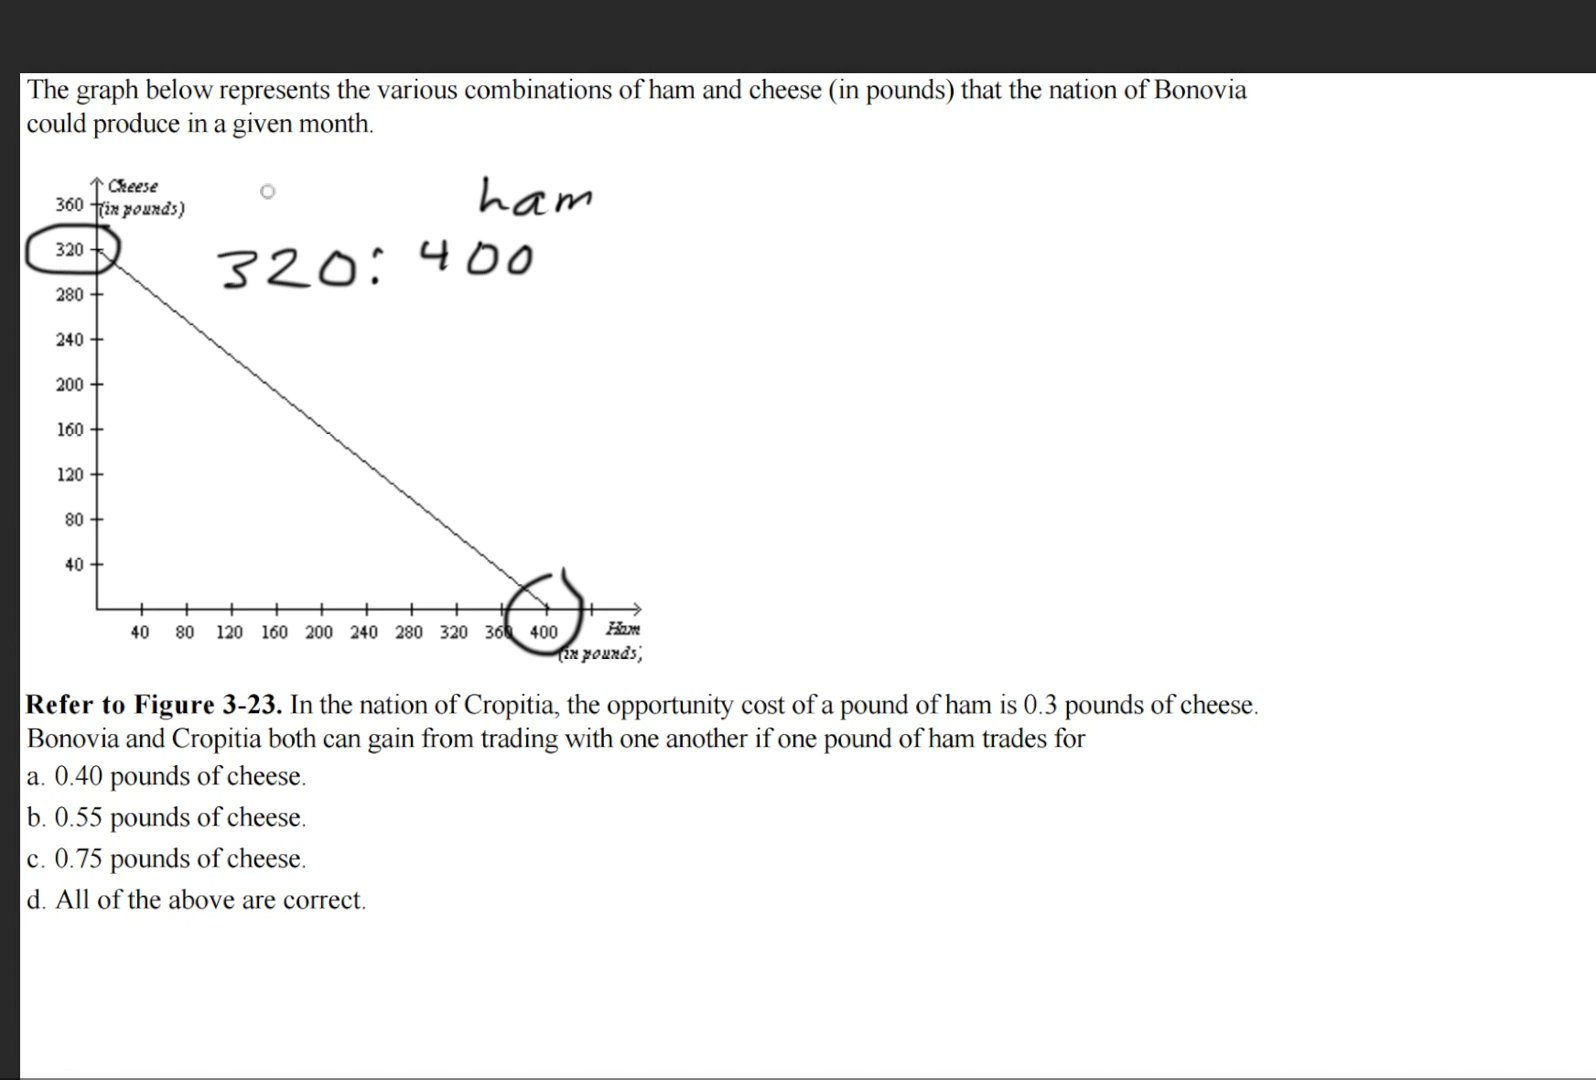 The graph below represents the various combinations of ham and cheese (in pounds) that the nation of Bonovia
could produce in a given month.
Cheese
(in pounds)
ham
320: 400
360
320
280
240
200
160
120
80
40
40 80 120 160 200 240 280 320 360 400
Ham
(in pounds)
Refer to Figure 3-23. In the nation of Cropitia, the opportunity cost of a pound of ham is 0.3 pounds of cheese.
Bonovia and Cropitia both can gain from trading with one another if one pound of ham trades for
a. 0.40 pounds of cheese.
b. 0.55 pounds of cheese.
c. 0.75 pounds of cheese.
d. All of the above are correct.